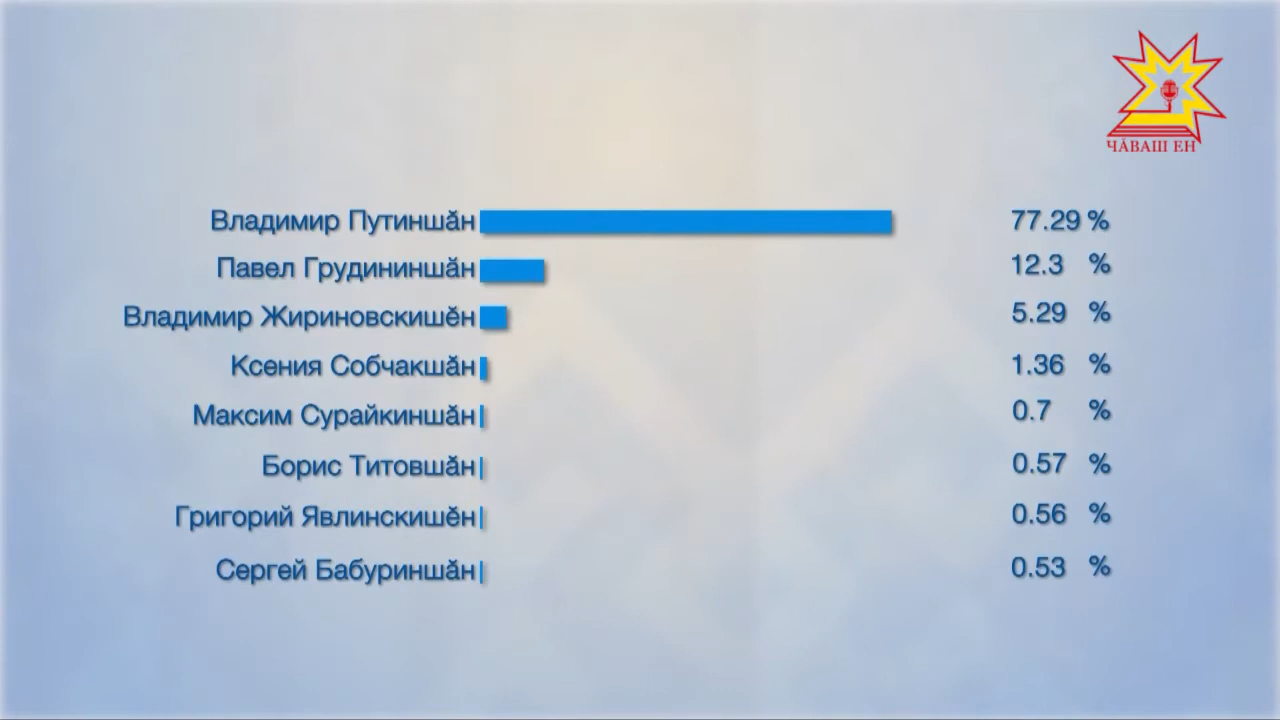 ЧӐВАШ ЕН
Владимир Путиншӑн 77.29 %
Павел Грудининшӑн 12.3 %
Владимир Жириновскишӗн 5.29 %
Ксения Собчакшӑн 1.36 %
Максим Сурайкиншӑн 0.7 %
Борис Титовшӑн 0.57 %
Григорий Явлинскишӗн 0.56 %
Сергей Бабуриншӑн 0.53 %